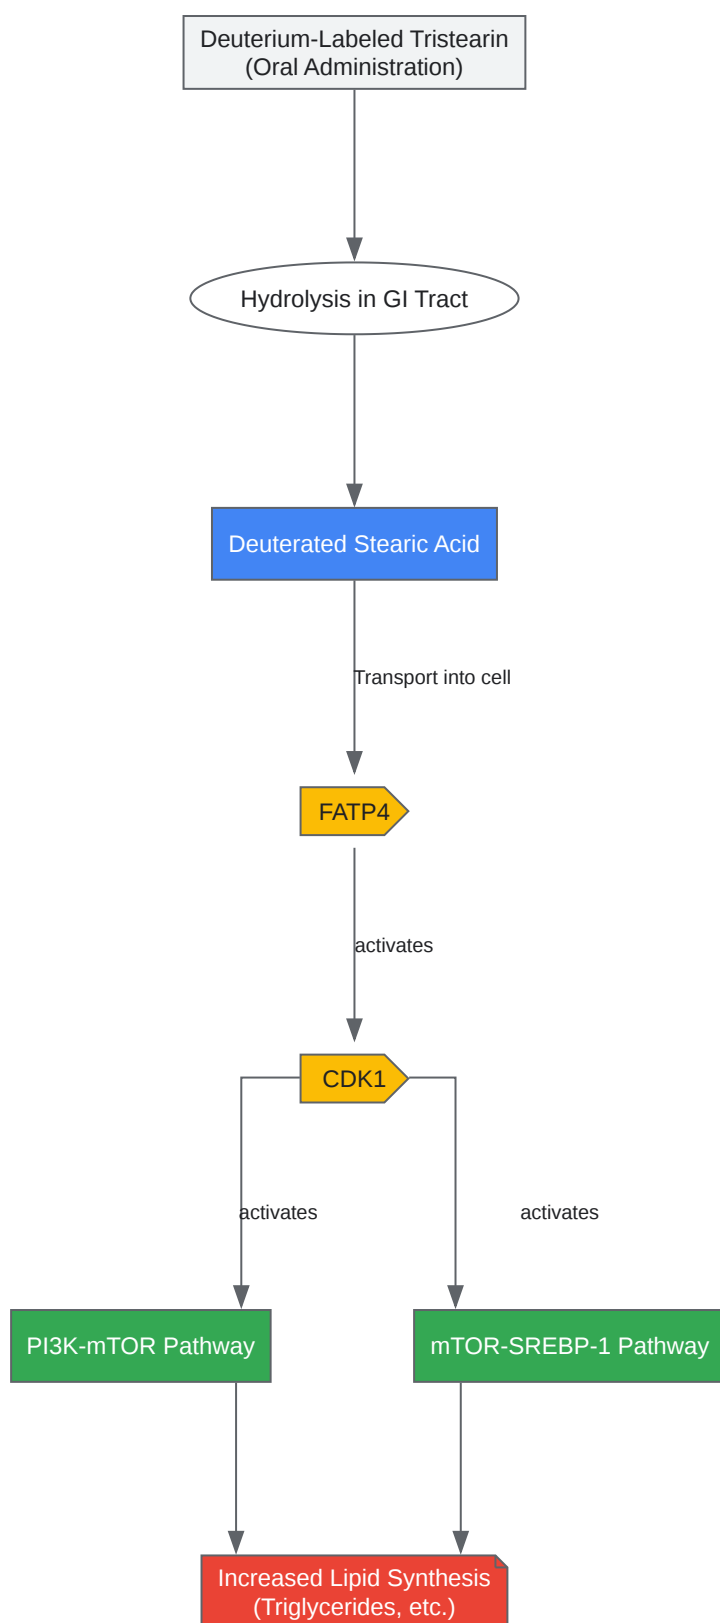 Deuterium-Labeled Tristearin
(Oral Administration)
Hydrolysis in GI Tract
Deuterated Stearic Acid
Transport into cell
FATP4
activates
CDK1
activates
activates
PI3K-mTOR Pathway
mTOR-SREBP-1 Pathway
Increased Lipid Synthesis
(Triglycerides, etc.)